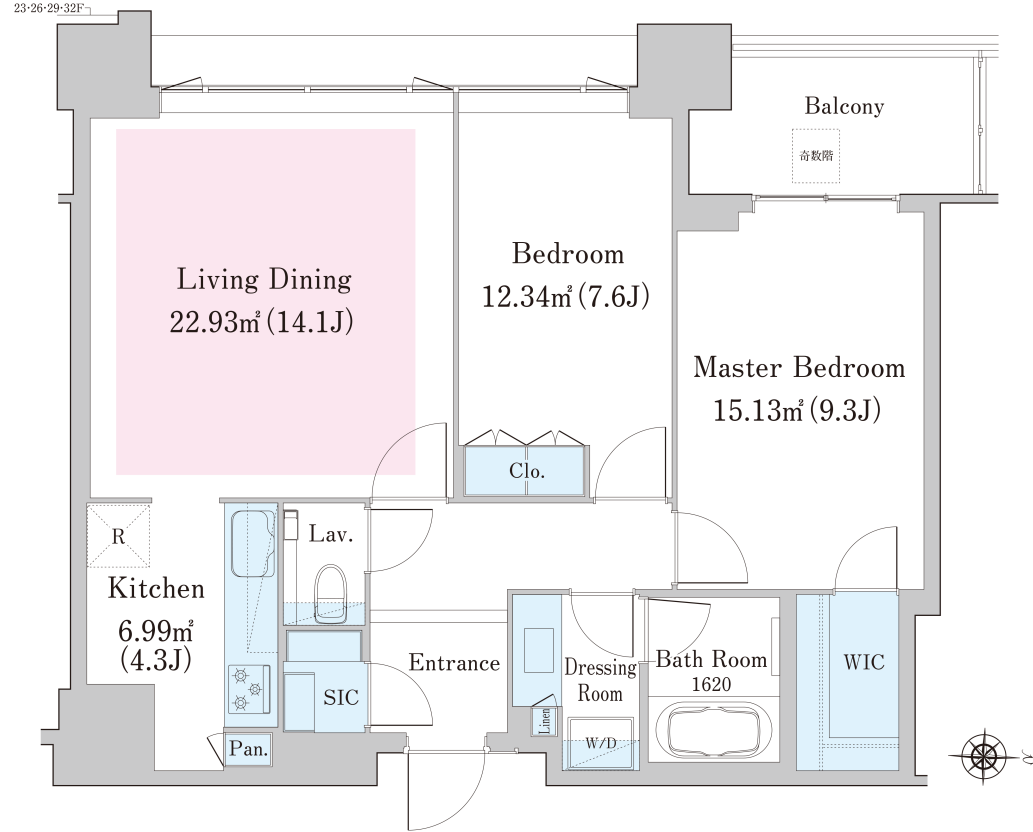 23・26・29・32F
Balcony
奇数階
Living Dining
22.93㎡(14.1J)
Bedroom
12.34㎡(7.6J)
Master Bedroom
15.13㎡(9.3J)
Clo.
R
Lav.
Kitchen
6.99㎡
(4.3J)
Entrance
SIC
Pan.
Dressing
Room
Linen
W/D
Bath Room
1620
WIC
N